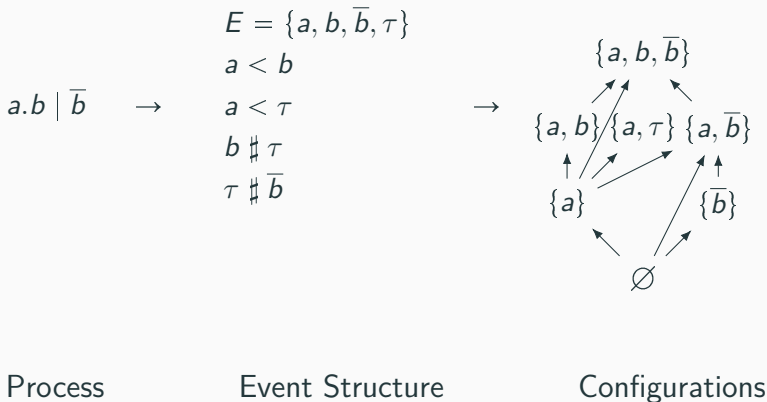 E = {a, b, b̅, τ}
a < b
a < τ
b ♯ τ
τ ♯ b̅
a.b | b̅ → →
{a, b, b̅}
{a, b} {a, τ} {a, b̅}
{a} {b̅}
∅
Process Event Structure Configurations